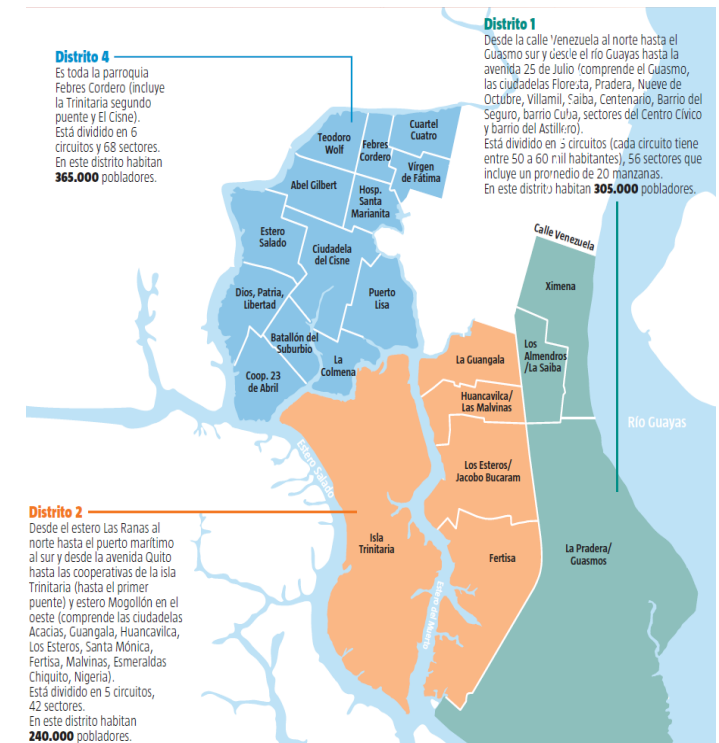 Distrito 1
Desde la calle Venezuela al norte hasta el
Guasmo sur y desde el río Guayas hasta la
avenida 25 de Julio (comprende el Guasmo,
las ciudadelas Floresta, Pradera, Nueve de
Octubre, Villamil, Saiba, Centenario, Barrio del
Seguro, barrio Cuba, sectores del Centro Cívico
y barrio del Astillero).
Está dividido en 5 circuitos (cada circuito tiene
entre 50 a 60 mil habitantes), 56 sectores que
incluye un promedio de 20 manzanas.
En este distrito habitan 305.000 pobladores.
Distrito 4
Es toda la parroquia
Febres Cordero (incluye
la Trinitaria segundo
puente y El Cisne).
Está dividido en 6
circuitos y 68 sectores.
En este distrito habitan
365.000 pobladores.
Cuartel
Cuatro
Teodoro
Wolf
Febres
Cordero
Vírgen
de Fátima
Abel Gilbert
Hosp.
Santa
Marianita
Estero
Salado
Ciudadela
del Cisne
Calle Venezuela
Ximena
Dios, Patria,
Libertad
Puerto
Lisa
Batallón del
Suburbio
La
Colmena
Coop. 23
de Abril
La Guangala
Los
Almendros
/La Saiba
Huancavilca/
Las Malvinas
Río Guayas
Estero Salado
Los Esteros/
Jacobo Bucaram
Isla
Trinitaria
Fertisa
La Pradera/
Guasmos
Estero del Muerto
Distrito 2
Desde el estero Las Ranas al
norte hasta el puerto marítimo
al sur y desde la avenida Quito
hasta las cooperativas de la isla
Trinitaria (hasta el primer
puente) y estero Mogollón en el
oeste (comprende las ciudadelas
Acacias, Guangala, Huancavilca,
Los Esteros, Santa Mónica,
Fertisa, Malvinas, Esmeraldas
Chiquito, Nigeria).
Está dividido en 5 circuitos,
42 sectores.
En este distrito habitan
240.000 pobladores.